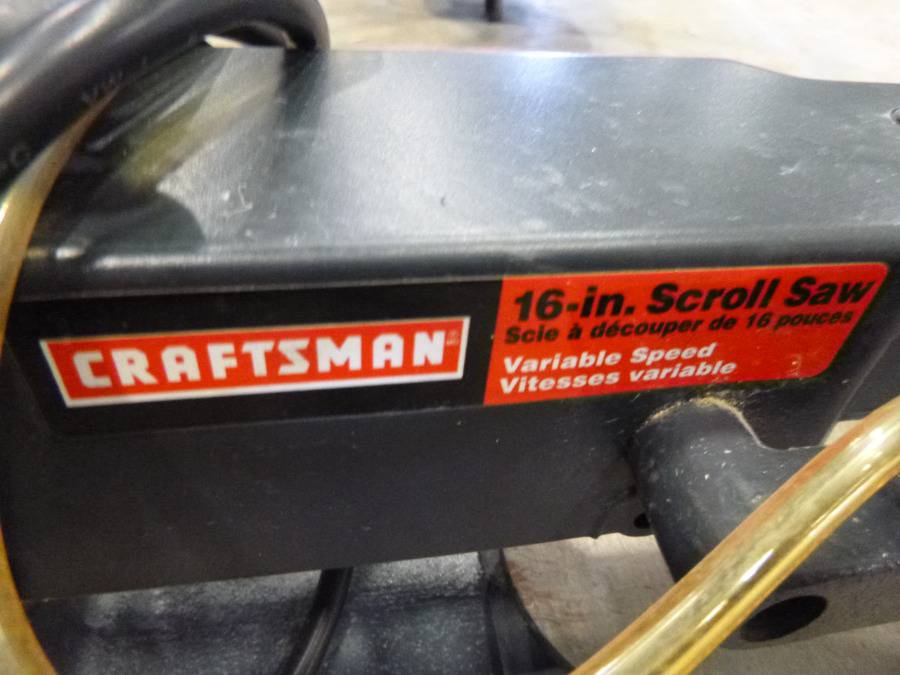 CRAFTSMAN®
16-in. Scroll Saw
Scie à découper de 16 pouces
Variable Speed
Vitesses variable